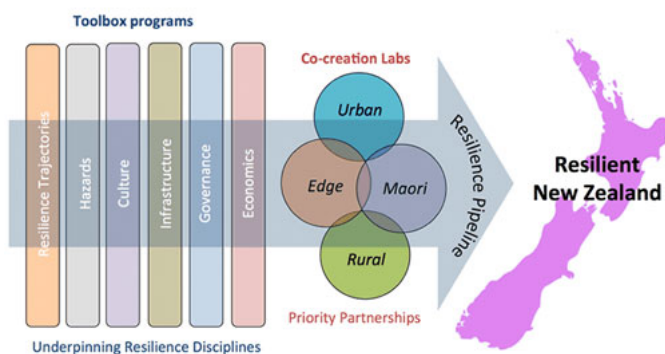 Toolbox programs
Resilience Trajectories
Hazards
Culture
Infrastructure
Governance
Economics
Underpinning Resilience Disciplines
Co-creation Labs
Urban
Edge
Maori
Rural
Priority Partnerships
Resilience Pipeline
Resilient
New Zealand